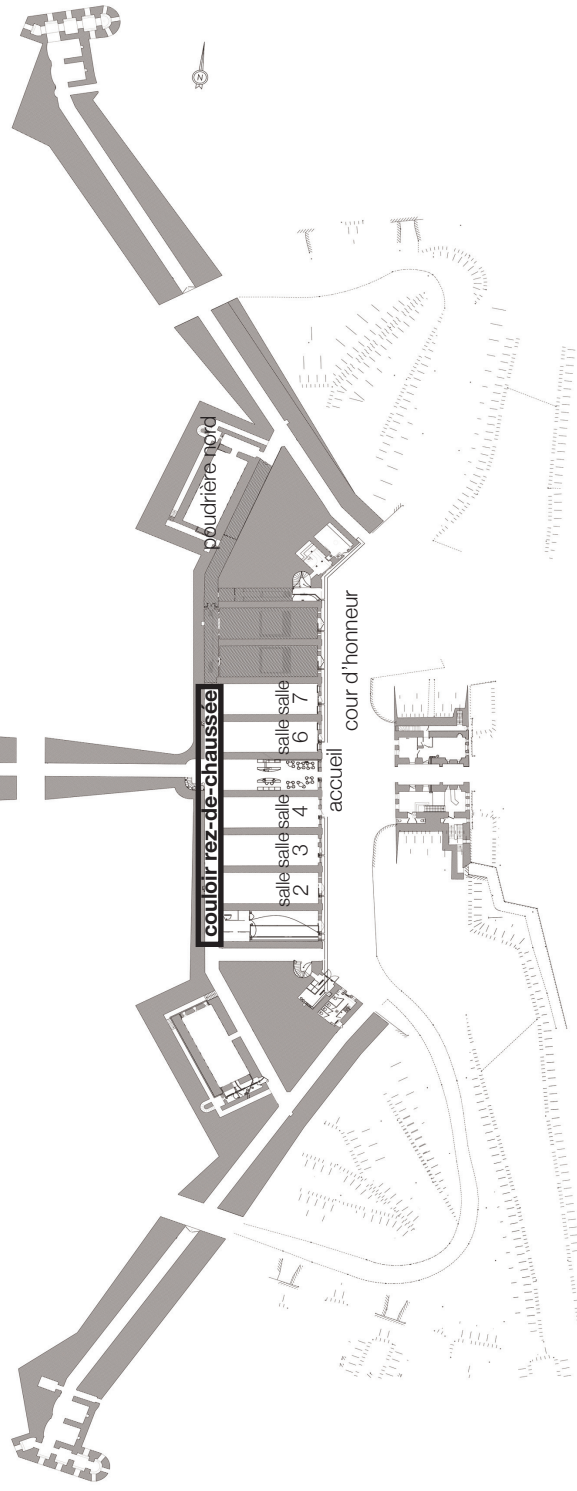 N
poudrière nord
couloir rez-de-chaussée
salle 2
salle 3
salle 4
accueil
salle 6
salle 7
cour d'honneur